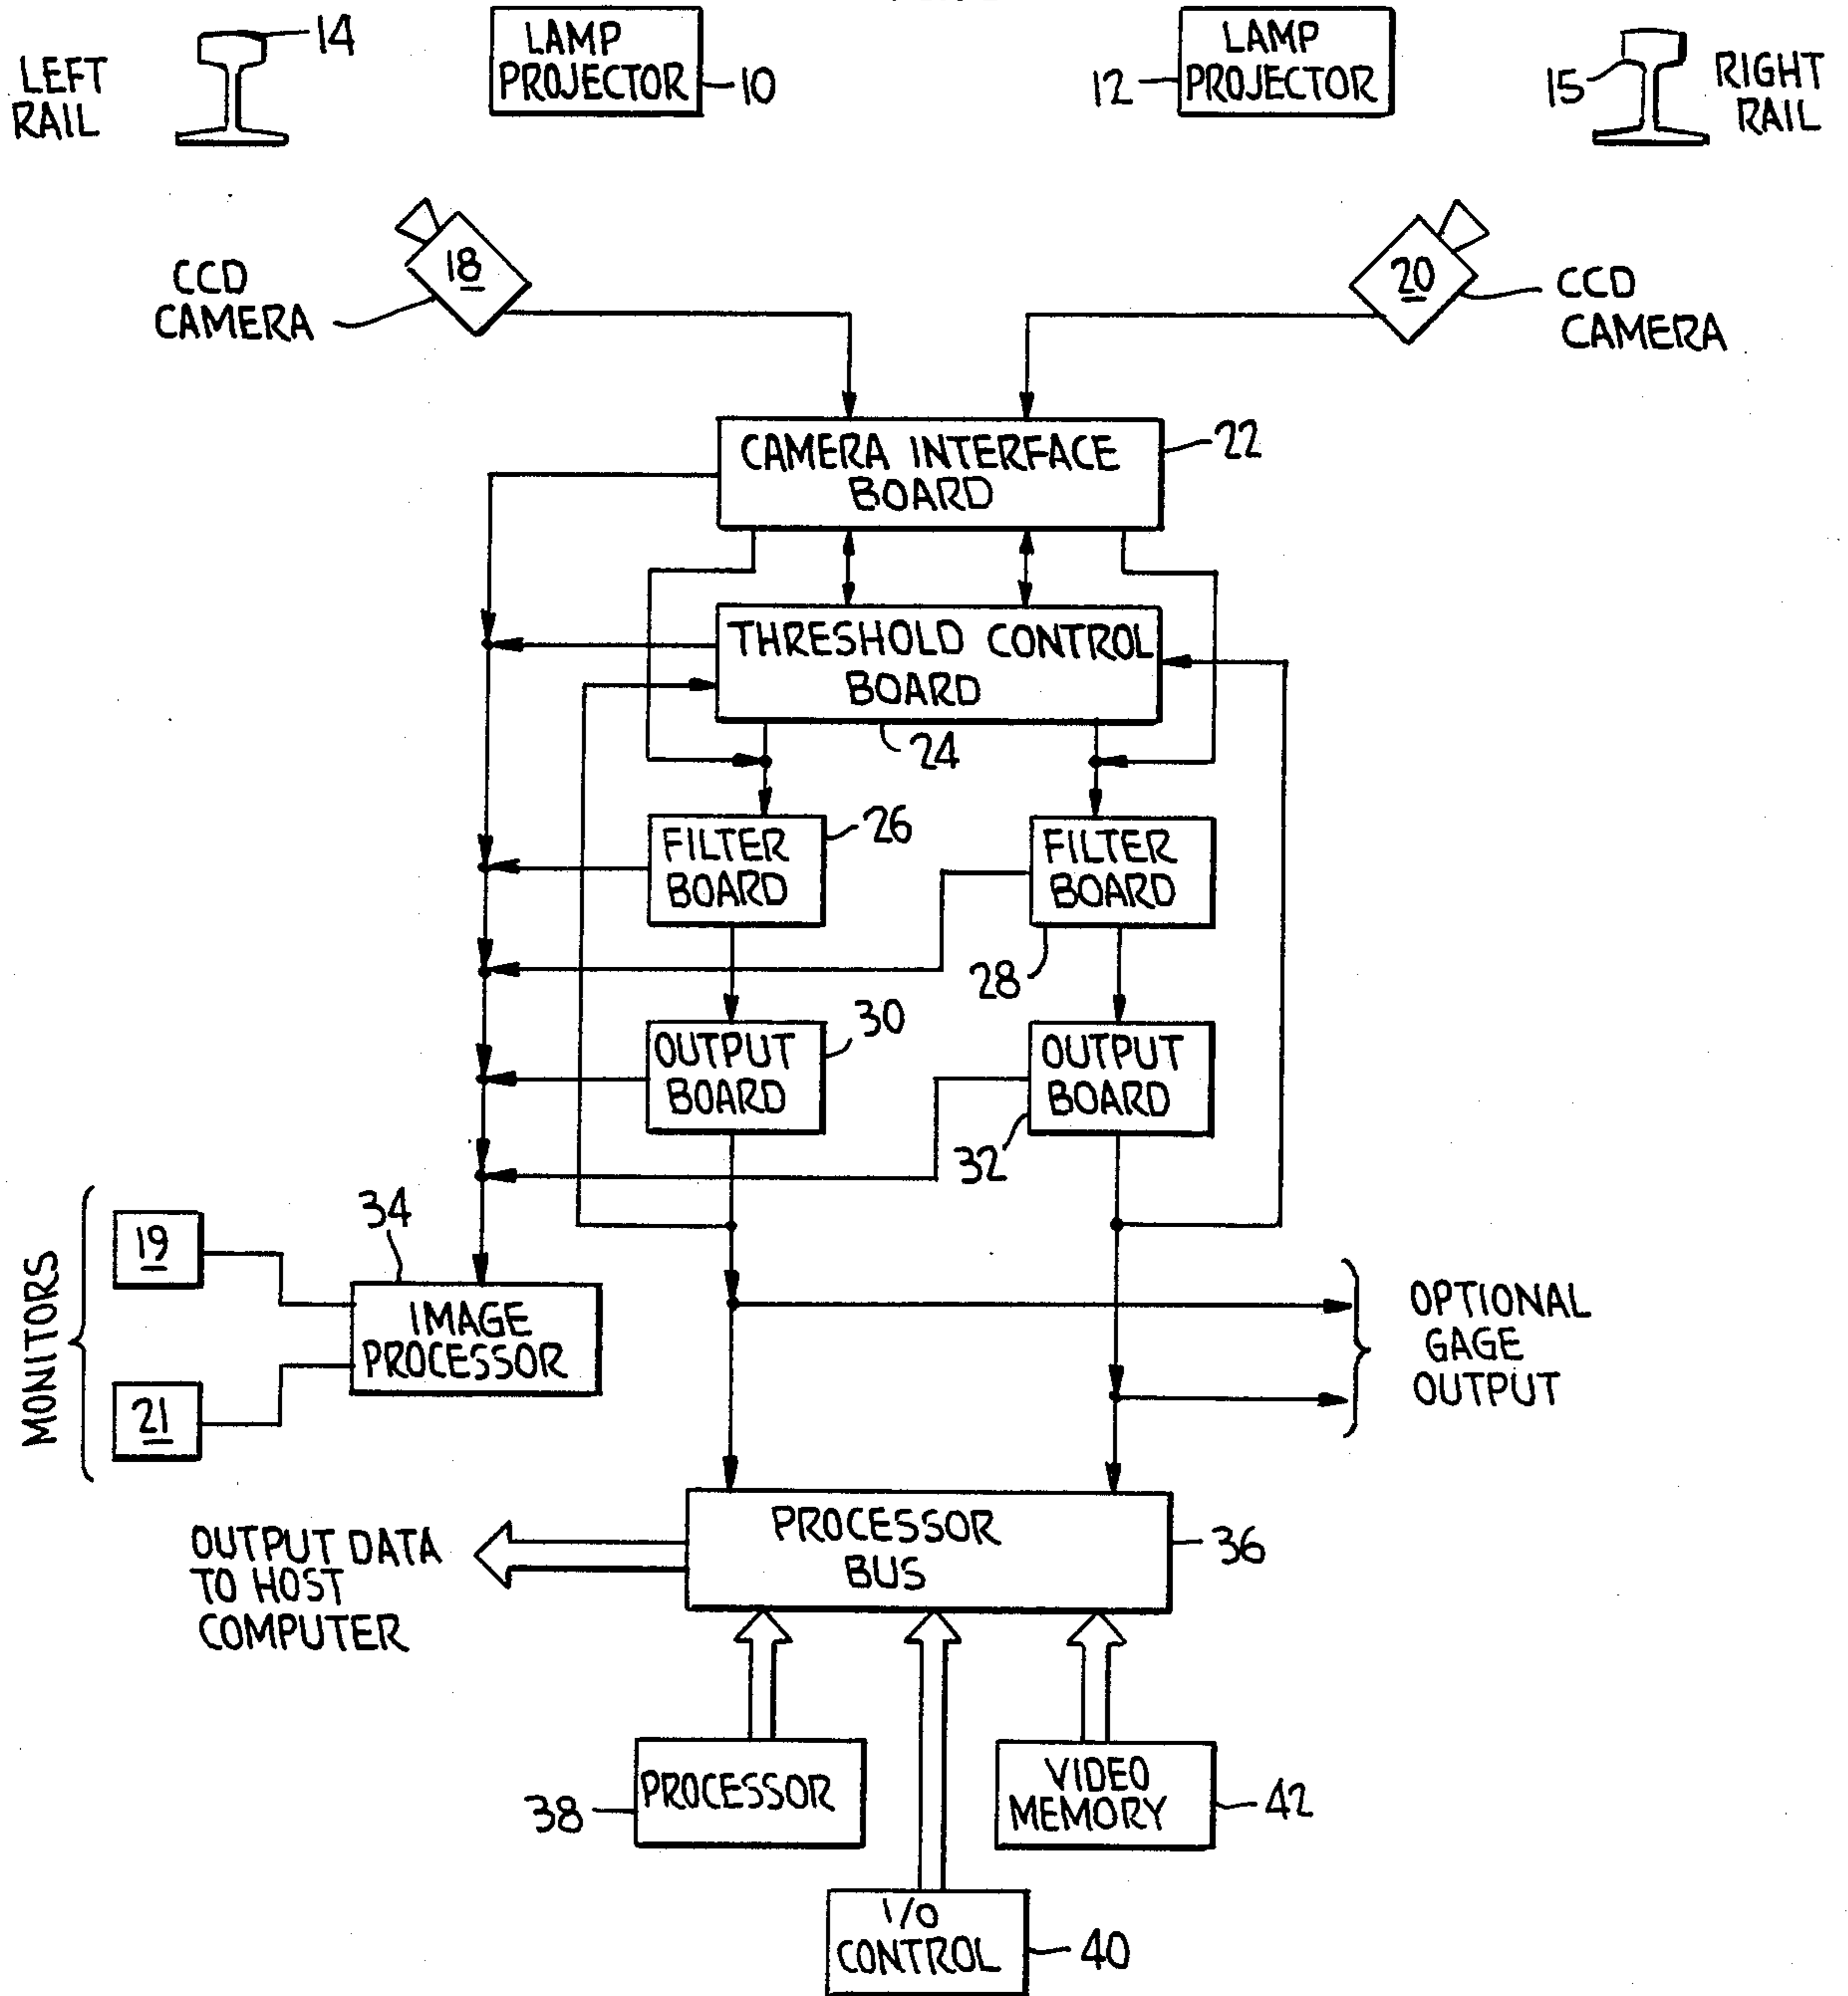 LEFT
RAIL
14
LAMP
PROJECTOR
10
12
LAMP
PROJECTOR
15
RIGHT
RAIL
CCD
CAMERA
18
20
CCD
CAMERA
CAMERA INTERFACE
BOARD
22
THRESHOLD CONTROL
BOARD
24
FILTER
BOARD
26
FILTER
BOARD
28
OUTPUT
BOARD
30
OUTPUT
BOARD
32
MONITORS
19
21
34
IMAGE
PROCESSOR
OPTIONAL
GAGE
OUTPUT
OUTPUT DATA
TO HOST
COMPUTER
PROCESSOR
BUS
36
38
PROCESSOR
VIDEO
MEMORY
42
I/O
CONTROL
40